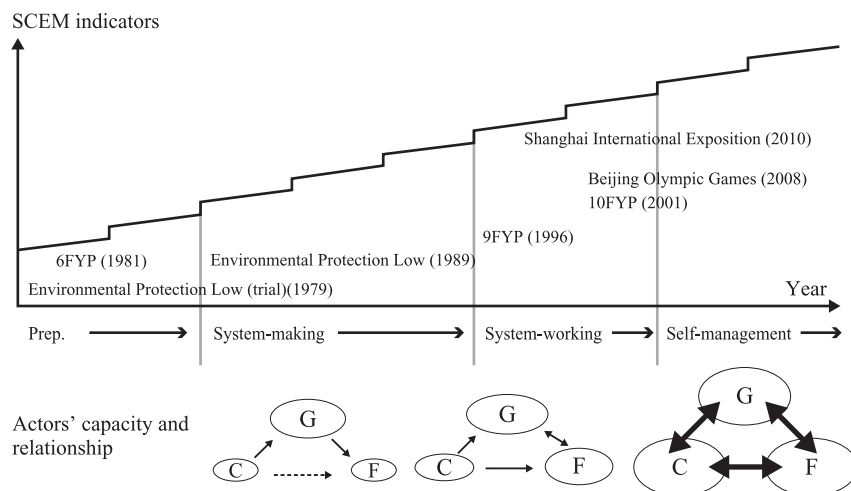 SCEM indicators
Shanghai International Exposition (2010)
Beijing Olympic Games (2008)
10FYP (2001)
9FYP (1996)
6FYP (1981)
Environmental Protection Low (1989)
Environmental Protection Low (trial)(1979)
Year
Prep.
System-making
System-working
Self-management
Actors' capacity and
relationship
G
C
F
G
C
F
G
C
F